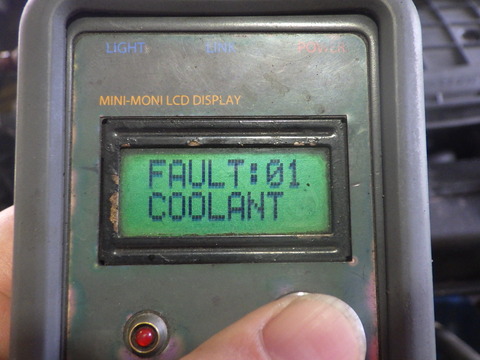 LIGHT LINK POWER
MINI-MONI LCD DISPLAY
FAULT:01
COOLANT